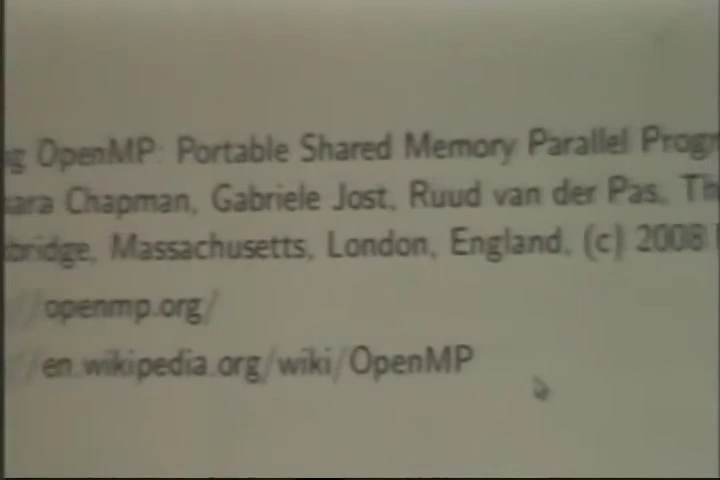 OpenMP: Portable Shared Memory Parallel
Chapman, Gabriele Jost, Ruud van der Pas.
Massachusetts, London, England, (c) 2008
//openmp.org/
//en.wikipedia.org/wiki/OpenMP